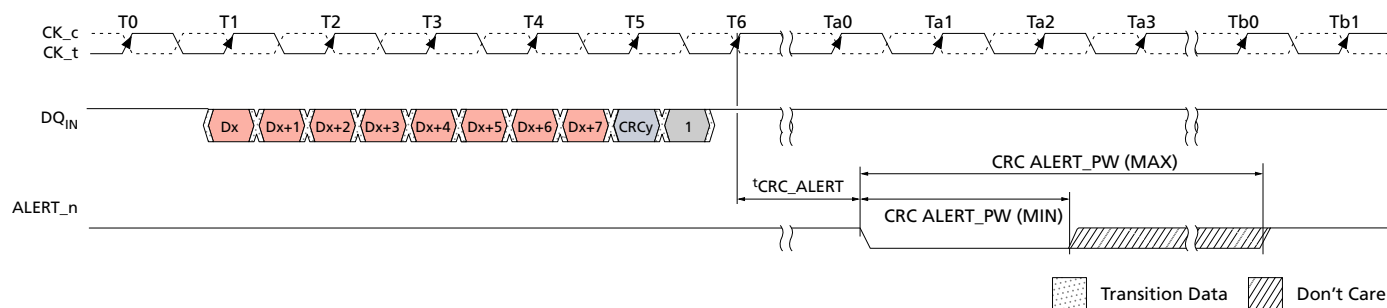 T0 T1 T2 T3 T4 T5 T6 Ta0 Ta1 Ta2 Ta3 Tb0 Tb1
CK_c
CK_t
DQIN
Dx Dx+1 Dx+2 Dx+3 Dx+4 Dx+5 Dx+6 Dx+7 CRCy 1
CRC ALERT_PW (MAX)
tCRC_ALERT
ALERT_n
CRC ALERT_PW (MIN)
Transition Data Don't Care